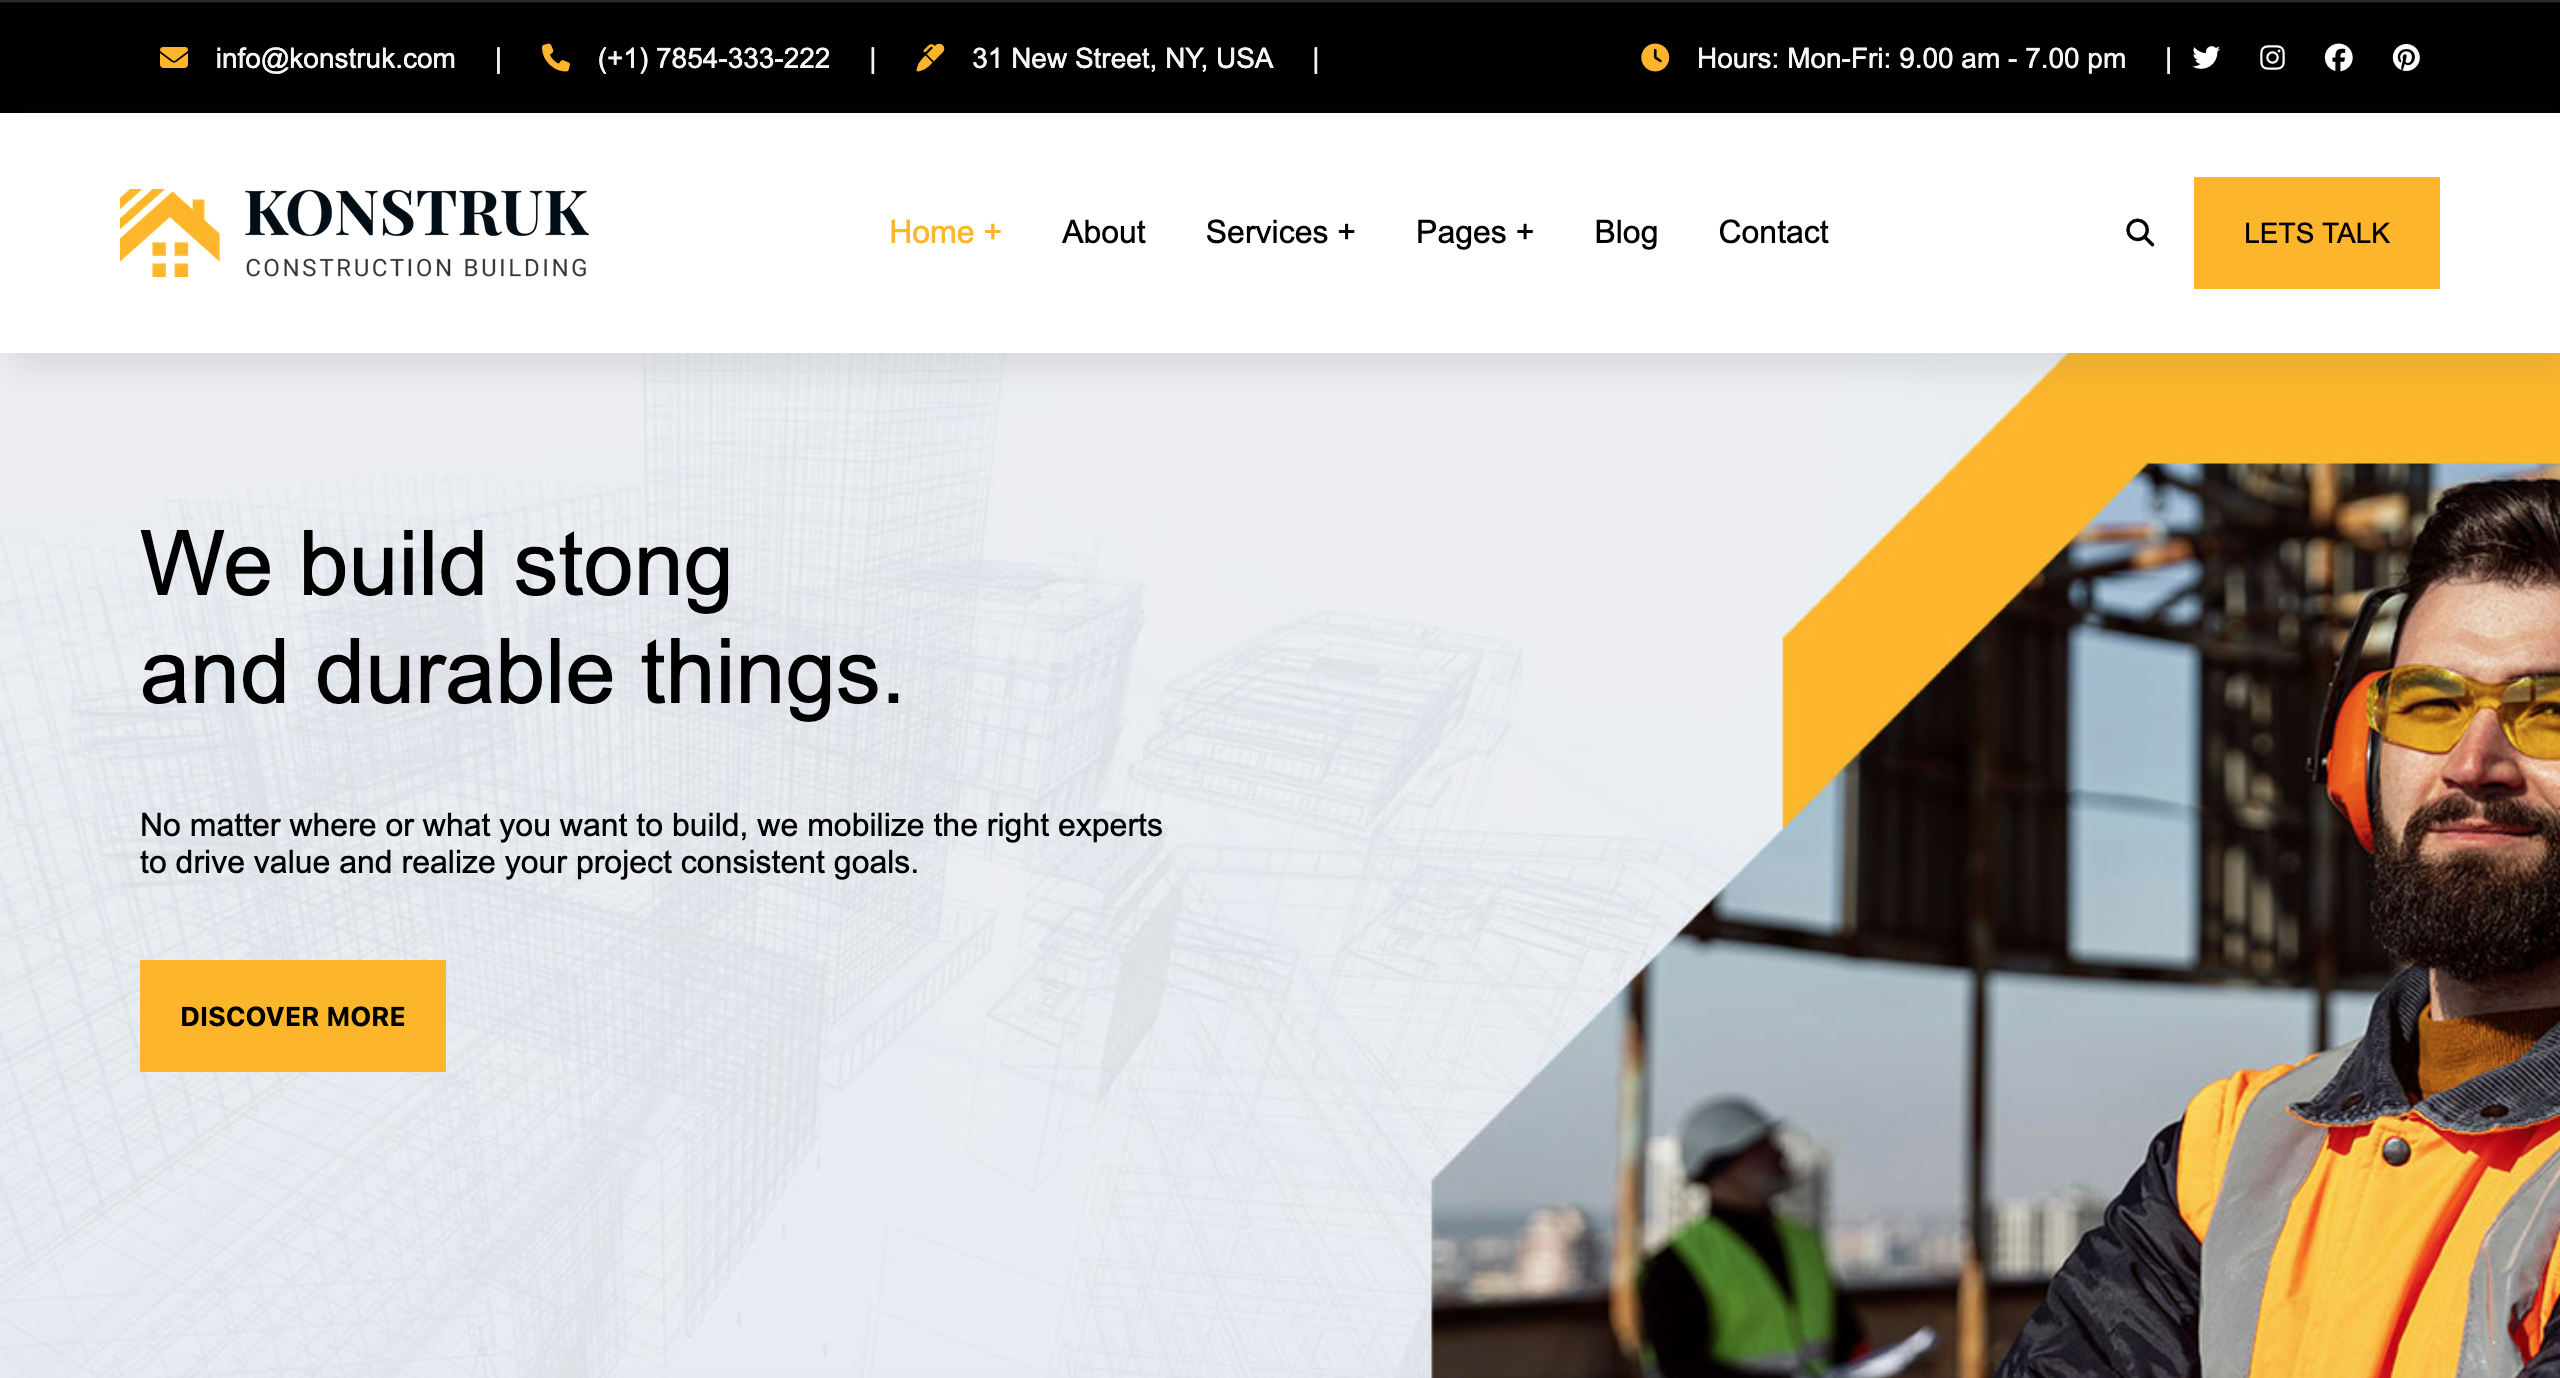 info@konstruk.com | (+1) 7854-333-222 | 31 New Street, NY, USA | Hours: Mon-Fri: 9.00 am - 7.00 pm |
KONSTRUK
CONSTRUCTION BUILDING
Home + About Services + Pages + Blog Contact
LETS TALK
We build stong
and durable things.
No matter where or what you want to build, we mobilize the right experts
to drive value and realize your project consistent goals.
DISCOVER MORE